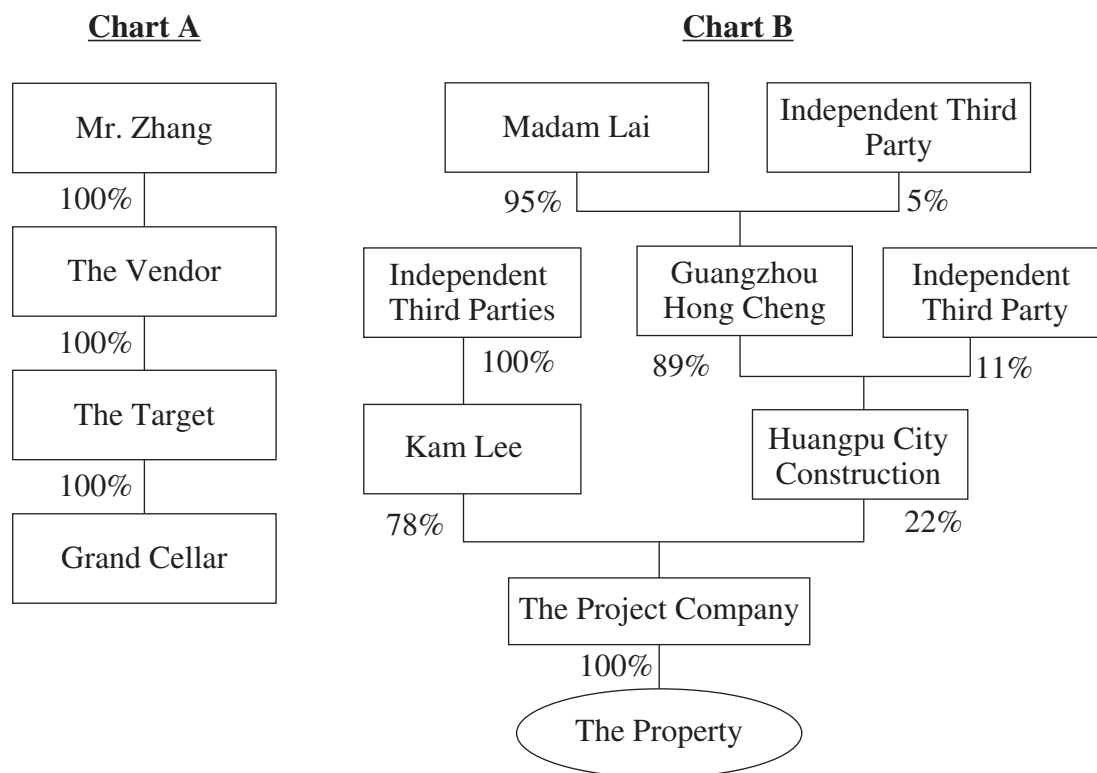 Chart A
Mr. Zhang
100%
The Vendor
100%
The Target
100%
Grand Cellar
Chart B
Madam Lai
Independent Third
Party
95%
5%
Independent
Third Parties
Guangzhou
Hong Cheng
Independent
Third Party
100%
89%
11%
Kam Lee
Huangpu City
Construction
78%
22%
The Project Company
100%
The Property